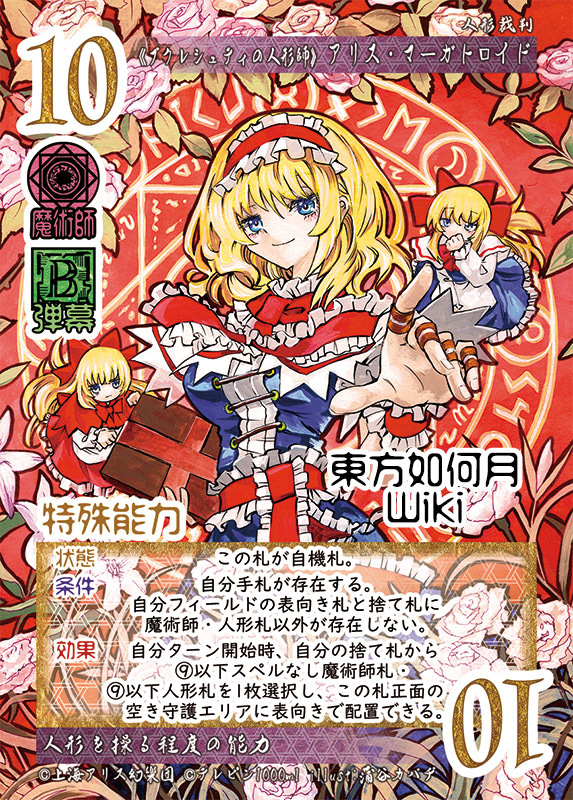 人形裁判
10
《アクレシュティの人形師》アリス・マーガトロイド
魔術師
B
弾幕
東方如何月
Wiki
特殊能力
状態 この札が自機札。
条件 自分手札が存在する。
自分フィールドの表向き札と捨て札に
魔術師・人形札以外が存在しない。
効果 自分ターン開始時、自分の捨て札から
⑨以下スペルなし魔術師札・
⑨以下人形札を1枚選択し、この札正面の
空き守護エリアに表向きで配置できる。
10
人形を操る程度の能力
©上海アリス幻樂団 ©テレビン1000ml illust:蒲谷カバヂ